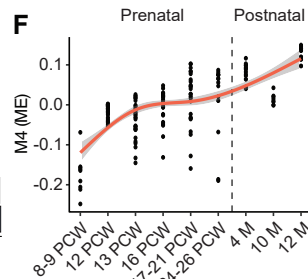 F
Prenatal
Postnatal
M4 (ME)
0.1
0.0
-0.1
-0.2
8-9 PCW
12 PCW
13 PCW
16 PCW
17-21 PCW
24-26 PCW
4 M
10 M
12 M